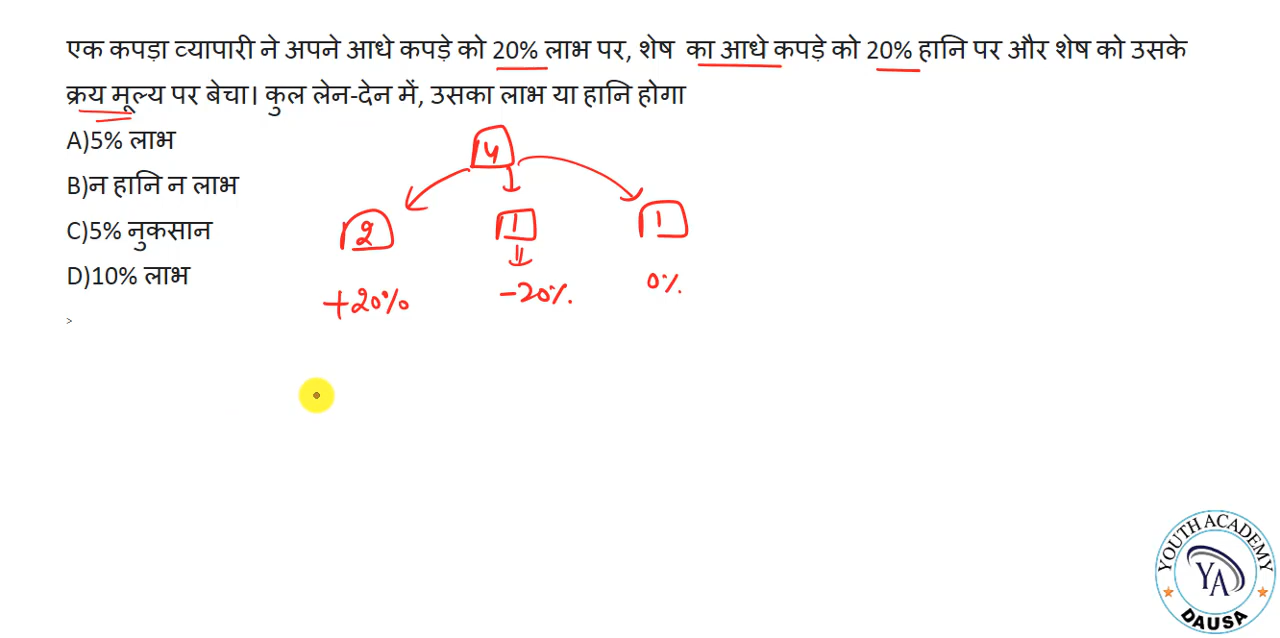 एक कपड़ा व्यापारी ने अपने आधे कपड़े को 20% लाभ पर, शेष का आधे कपड़े को 20% हानि पर और शेष को उसके
क्रय मूल्य पर बेचा। कुल लेन-देन में, उसका लाभ या हानि होगा
A)5% लाभ
B)न हानि न लाभ
C)5% नुकसान
D)10% लाभ
>
4
2 1 1
+20% -20% 0%
YOUTH ACADEMY
YA
DAUSA